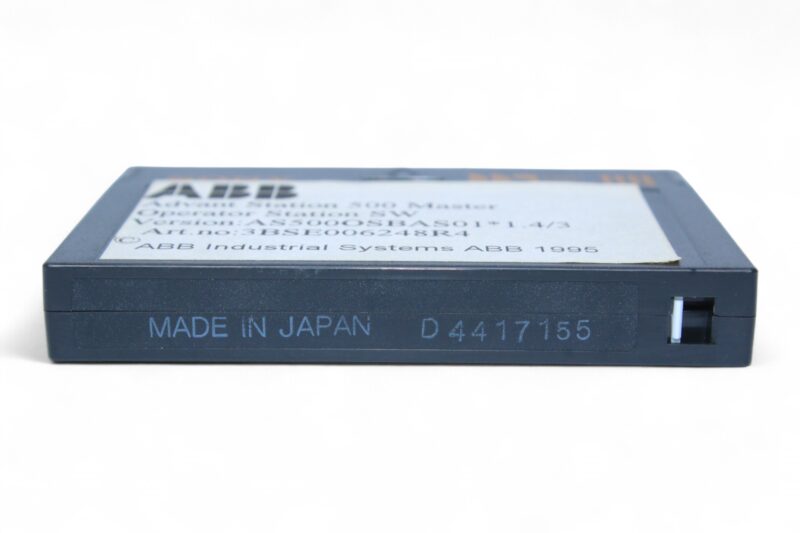 ABB
Advant Station 500 Master
Operator Station SW
Version:AS500OSBAS01*1.4/3
Art.no:3BSE006248R4
© ABB Industrial Systems ABB 1995
MADE IN JAPAN D4417155